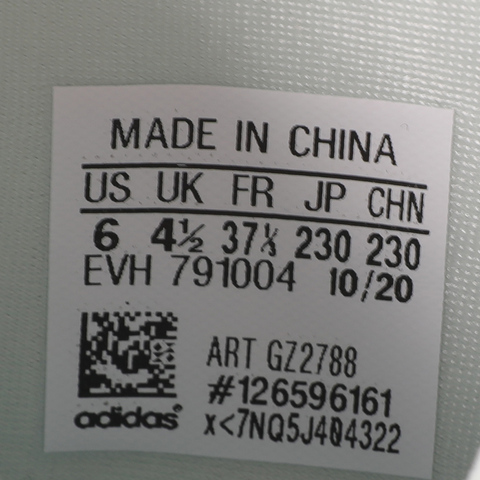 MADE IN CHINA
US UK FR JP CHN
6 4½ 37⅓ 230 230
EVH 791004 10/20
ART GZ2788
#126596161
adidas®
x<7NQ5J404322